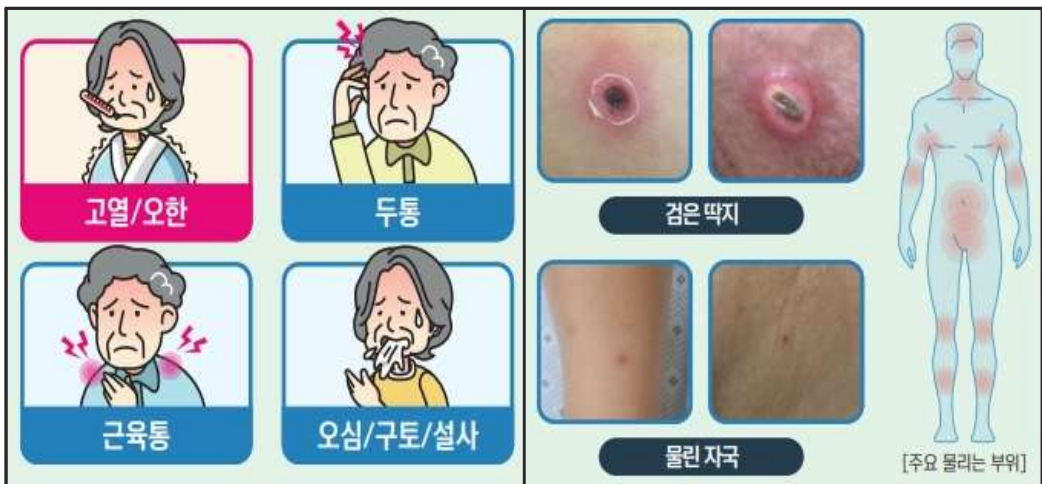 고열/오한
두통
근육통
오심/구토/설사
검은 딱지
물린 자국
[주요 물리는 부위]